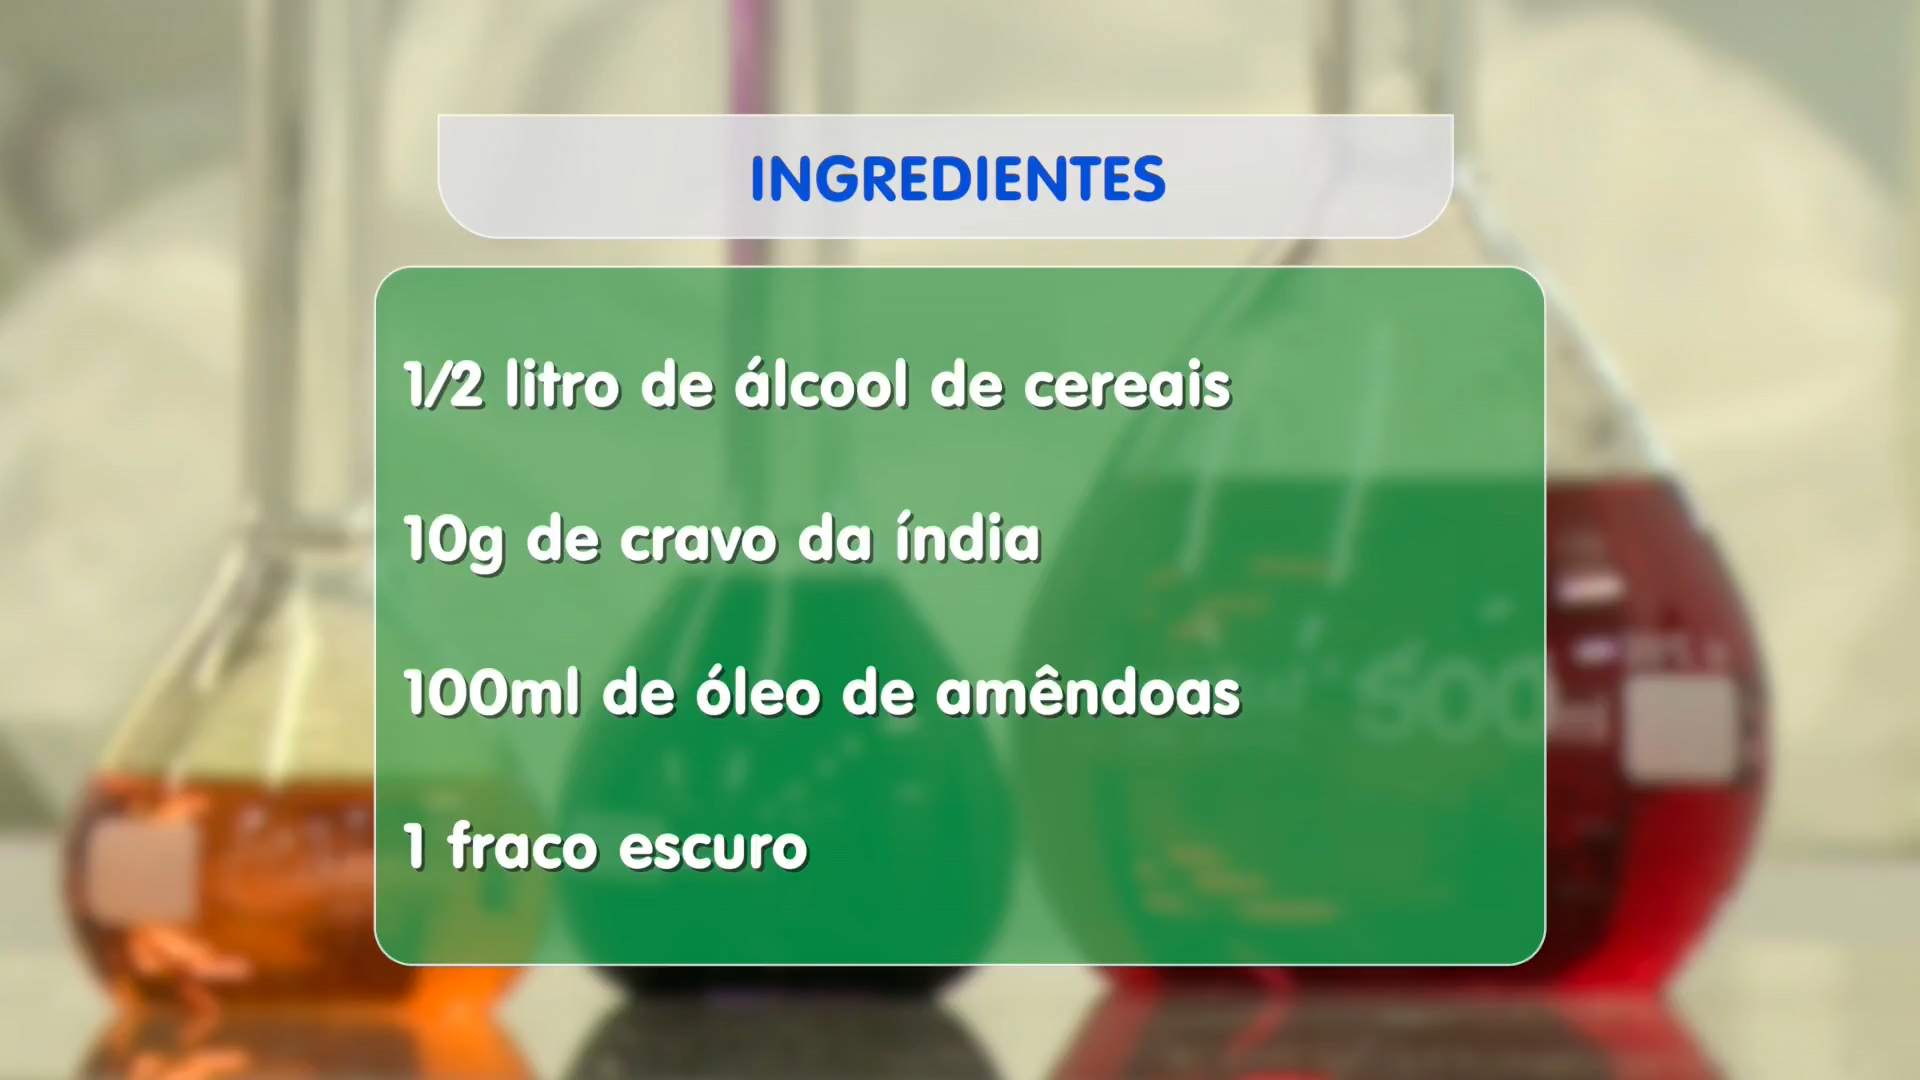 INGREDIENTES
1/2 litro de álcool de cereais
10g de cravo da índia
100ml de óleo de amêndoas
1 fraco escuro
500ml